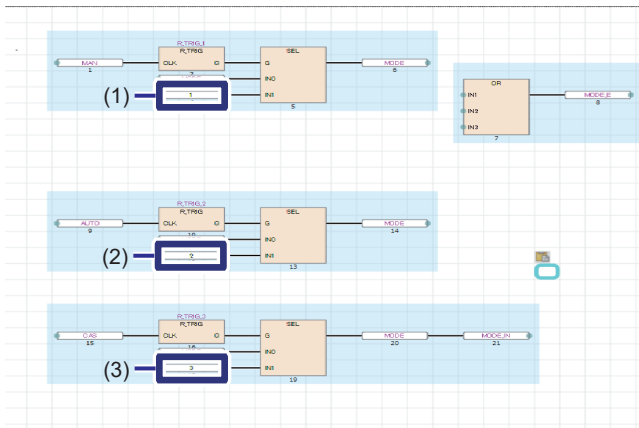 R_TRIG_1
R_TRIG
SEL
MAN
CLK
Q
G
MODE
1
2
6
IN0
(1)
1
IN1
5
OR
IN1
MODE_E
8
IN2
IN3
7
R_TRIG_2
R_TRIG
SEL
AUTO
CLK
Q
G
MODE
9
10
14
IN0
(2)
2
IN1
13
R_TRIG_3
R_TRIG
SEL
CAS
CLK
Q
G
MODE
MODE_IN
15
16
20
21
IN0
(3)
3
IN1
19